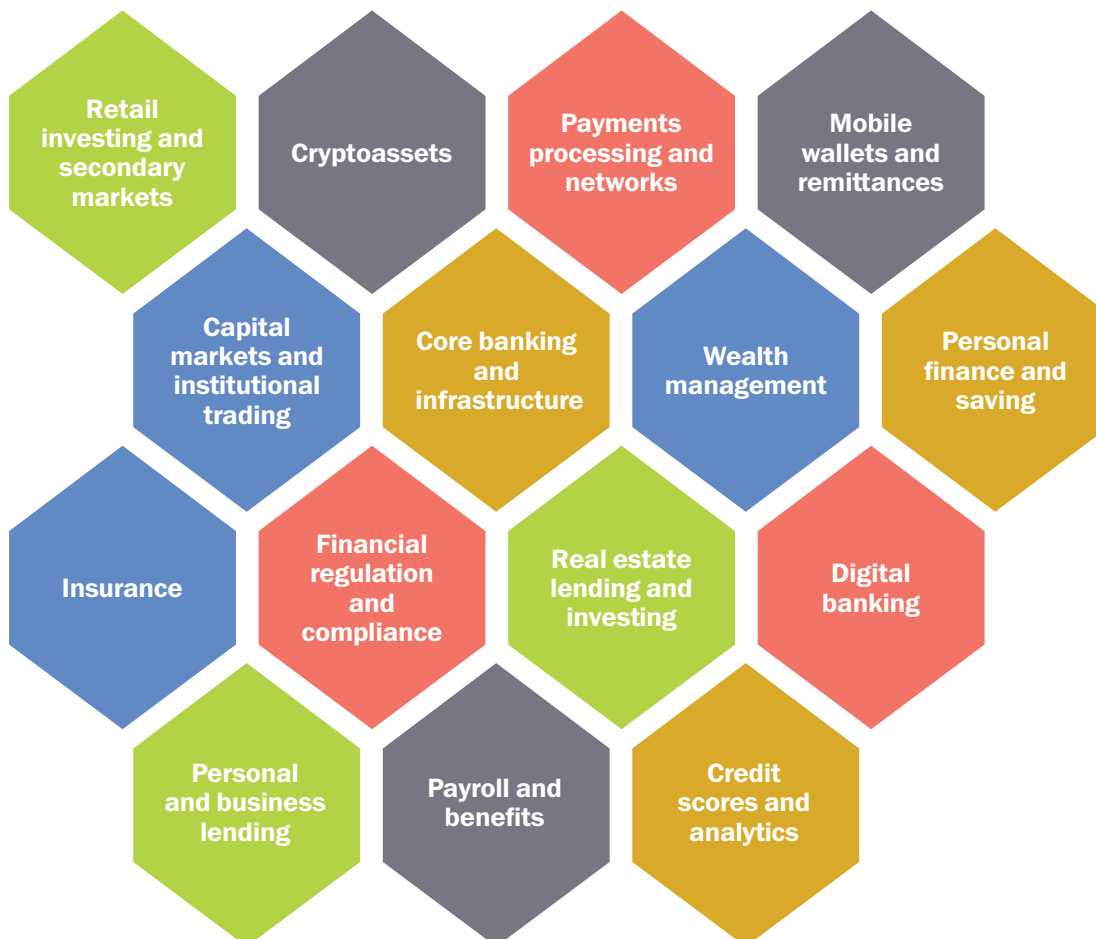 Retail
investing and
secondary
markets
Cryptoassets
Payments
processing and
networks
Mobile
wallets and
remittances
Capital
markets and
institutional
trading
Core banking
and
infrastructure
Wealth
management
Personal
finance and
saving
Insurance
Financial
regulation
and
compliance
Real estate
lending and
investing
Digital
banking
Personal
and business
lending
Payroll and
benefits
Credit
scores and
analytics